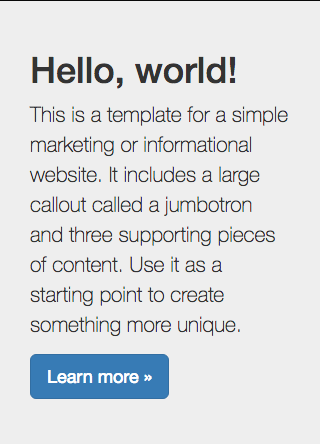 Hello, world!
This is a template for a simple
marketing or informational
website. It includes a large
callout called a jumbotron
and three supporting pieces
of content. Use it as a
starting point to create
something more unique.
Learn more »